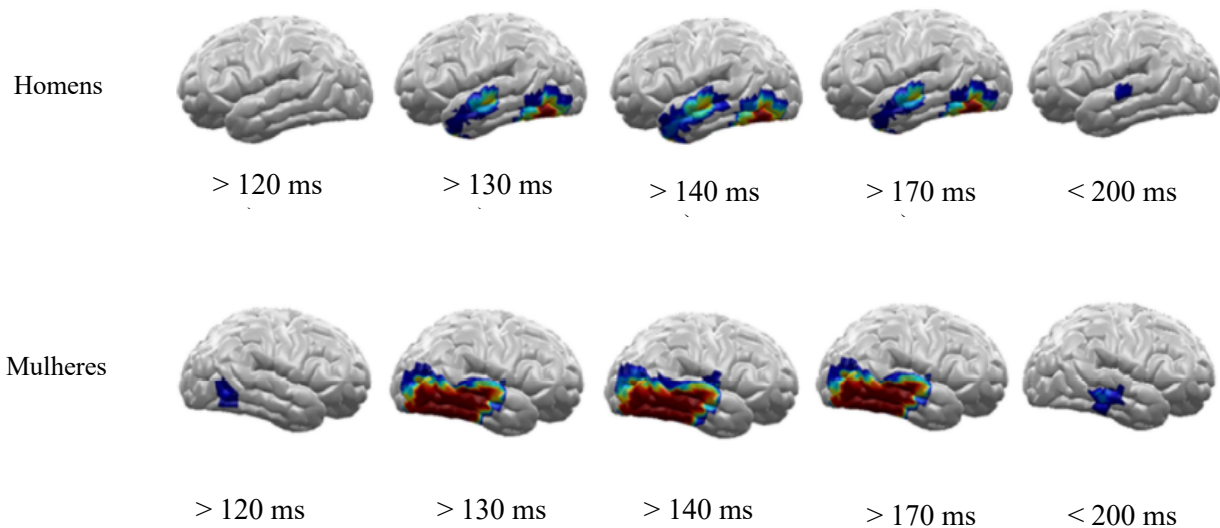 Homens
> 120 ms
> 130 ms
> 140 ms
> 170 ms
< 200 ms
Mulheres
> 120 ms
> 130 ms
> 140 ms
> 170 ms
< 200 ms